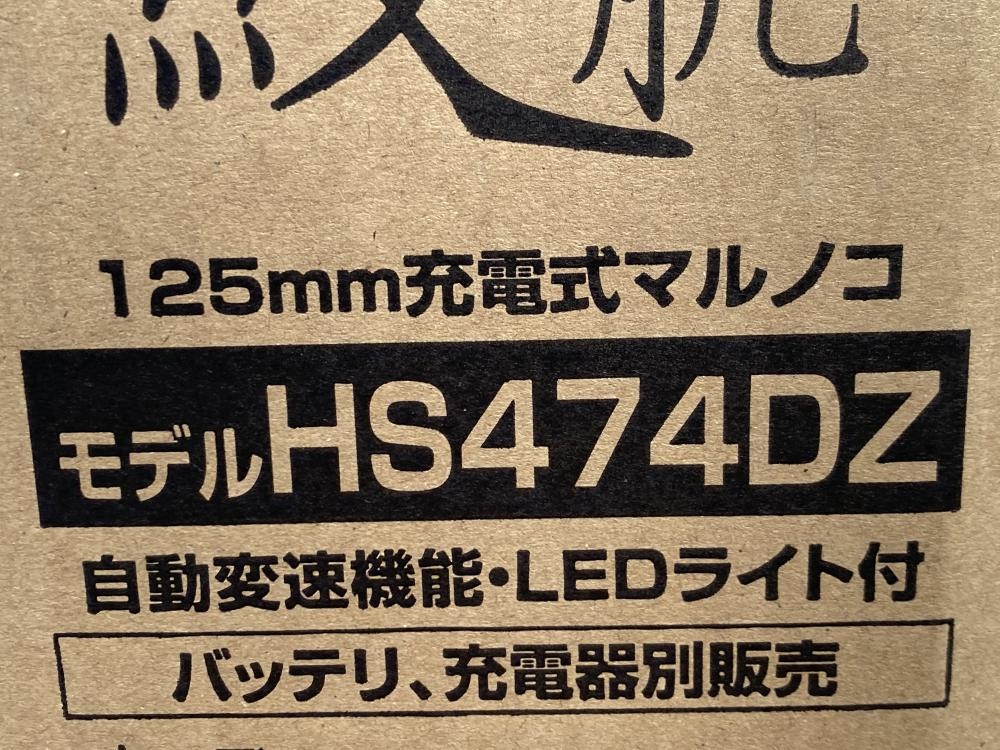 125mm充電式マルノコ
モデルHS474DZ
自動変速機能・LEDライト付
バッテリ、充電器別販売